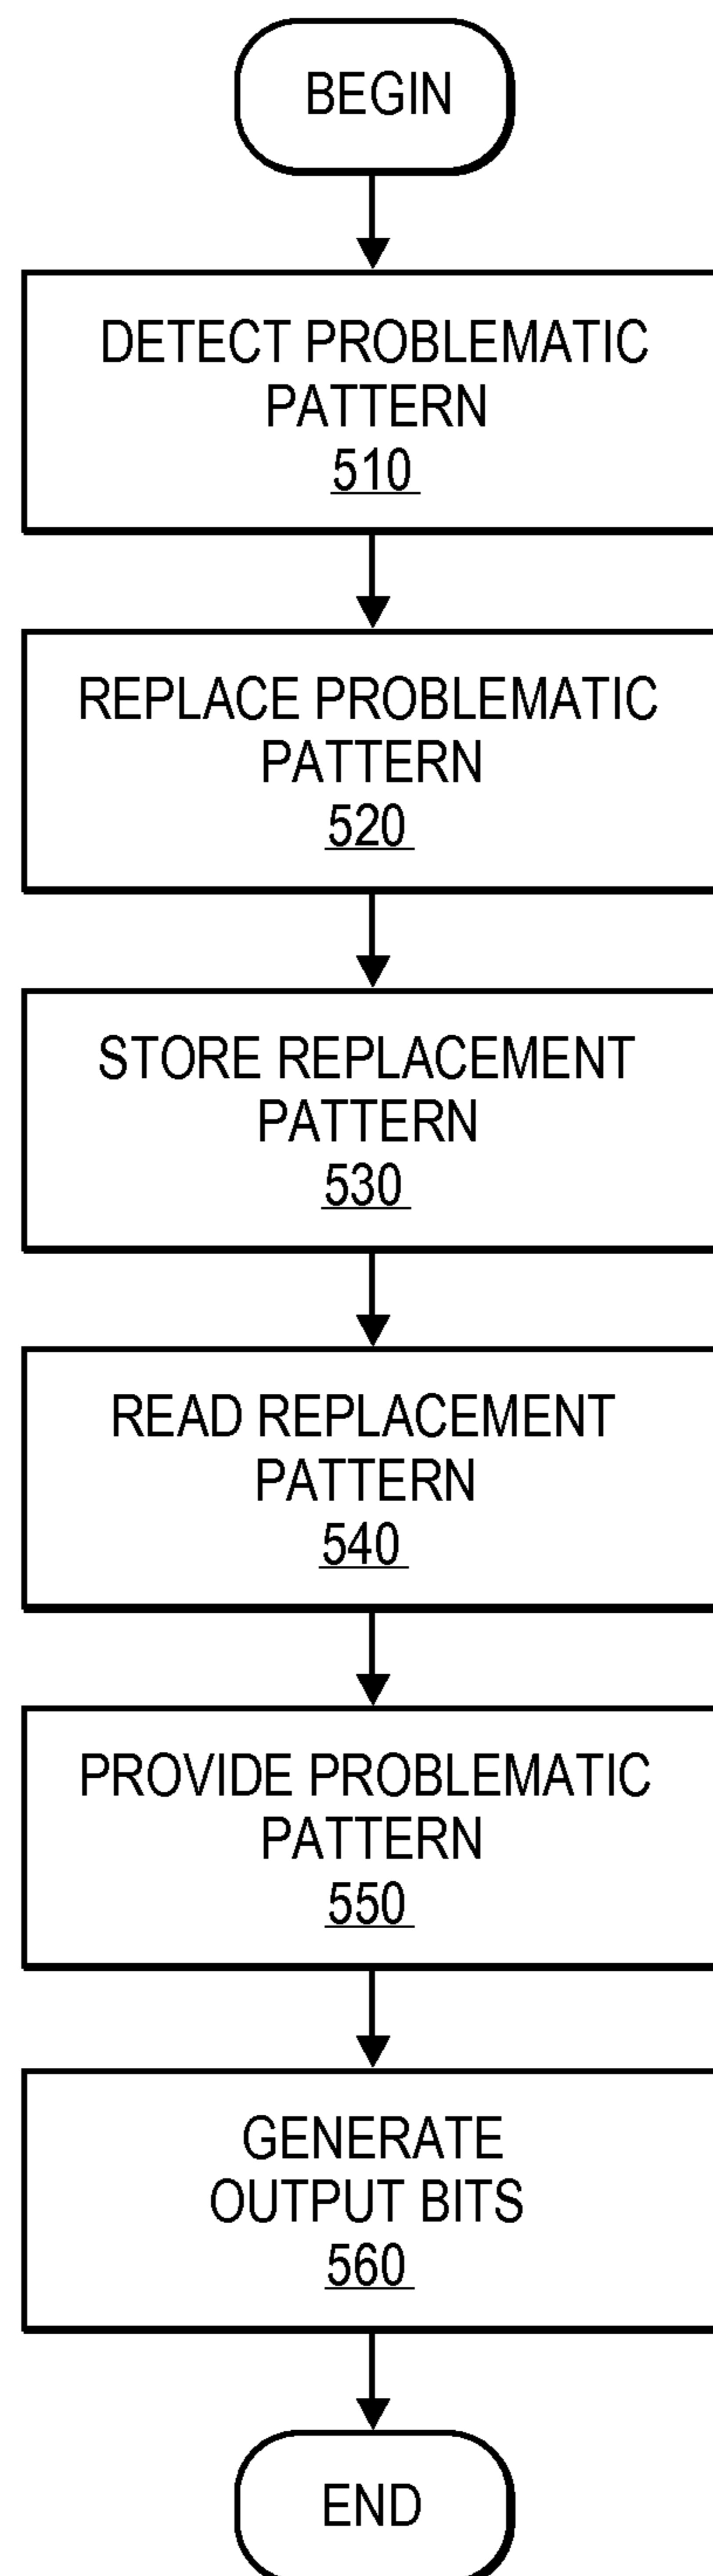 BEGIN
DETECT PROBLEMATIC
PATTERN
510
REPLACE PROBLEMATIC
PATTERN
520
STORE REPLACEMENT
PATTERN
530
READ REPLACEMENT
PATTERN
540
PROVIDE PROBLEMATIC
PATTERN
550
GENERATE
OUTPUT BITS
560
END